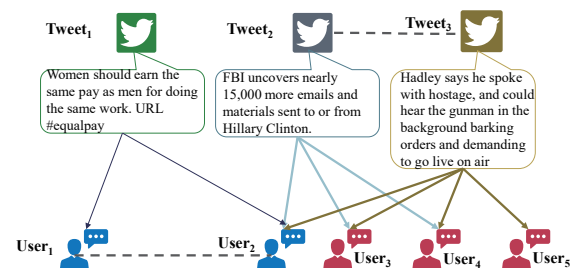 Tweet1
Tweet2
Tweet3
Women should earn the
same pay as men for doing
the same work. URL
#equalpay
FBI uncovers nearly
15,000 more emails and
materials sent to or from
Hillary Clinton.
Hadley says he spoke
with hostage, and could
hear the gunman in the
background barking
orders and demanding
to go live on air
User1
User2
User3
User4
User5